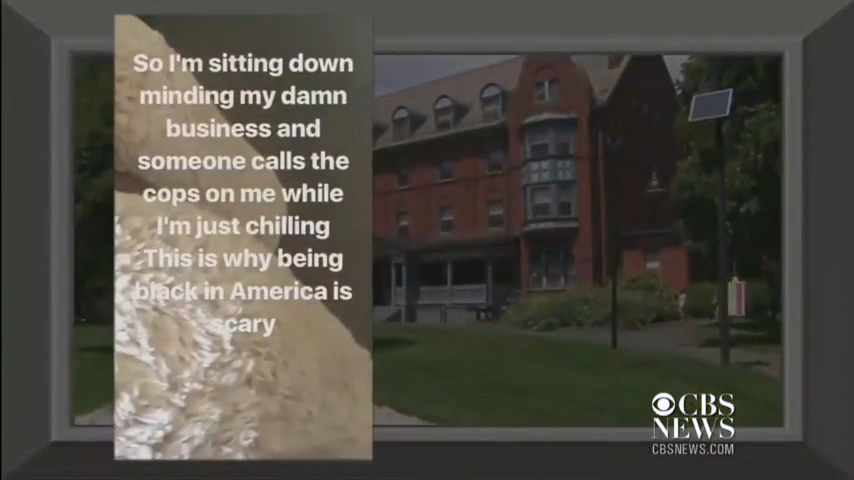 So I'm sitting down
minding my damn
business and
someone calls the
cops on me while
I'm just chilling
This is why being
black in America is
scary
CBS
NEWS
CBSNEWS.COM